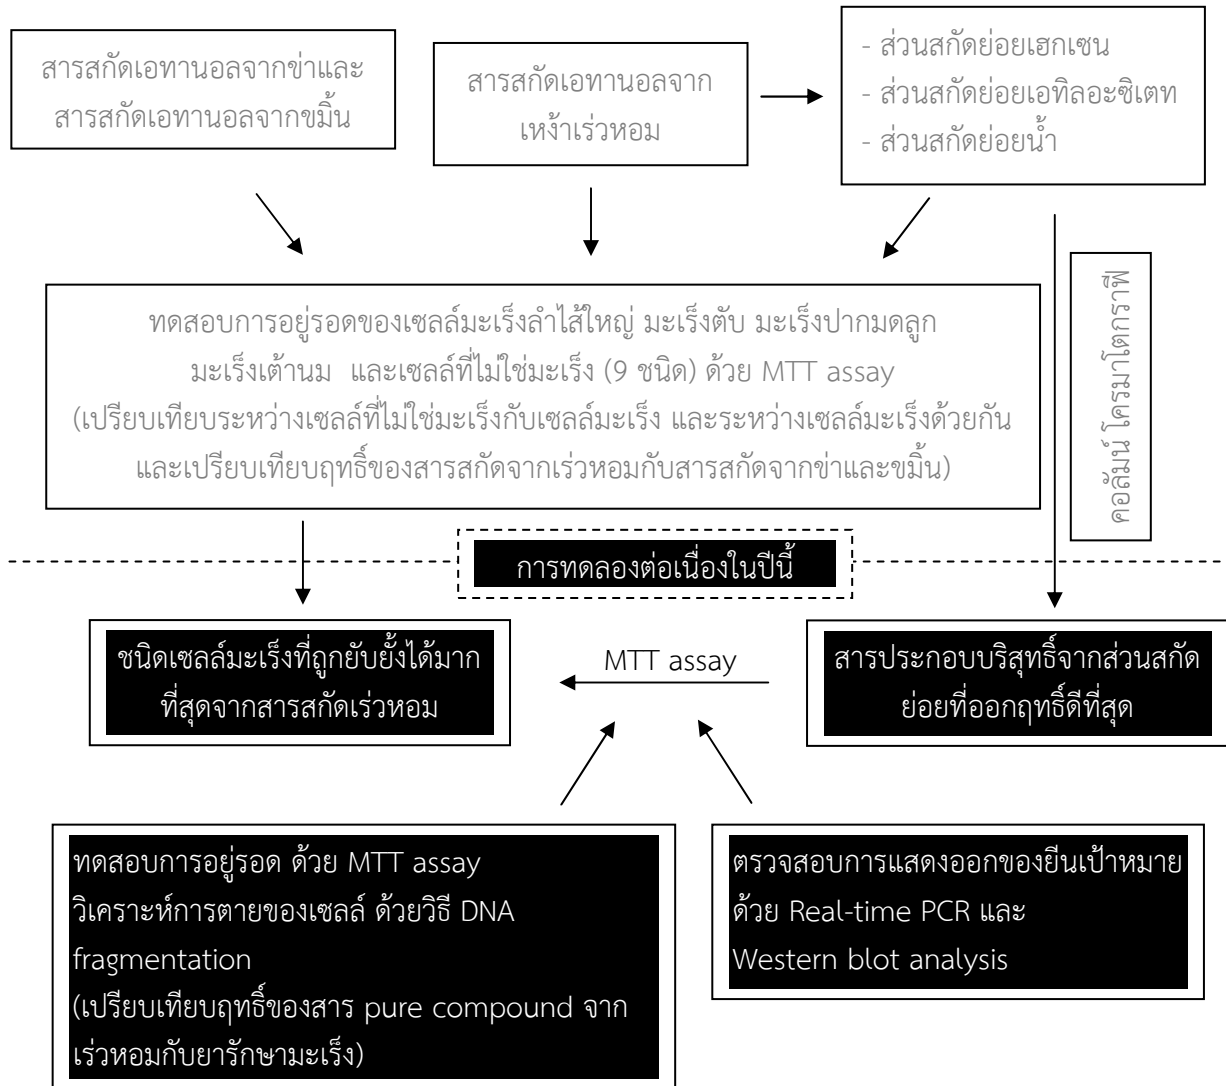 สารสกัดเอทานอลจากข่าและ
สารสกัดเอทานอลจากขมิ้น
สารสกัดเอทานอลจาก
เหง้าเร่วหอม
- ส่วนสกัดย่อยเฮกเซน
- ส่วนสกัดย่อยเอทิลอะซิเตท
- ส่วนสกัดย่อยน้ำ
ทดสอบการอยู่รอดของเซลล์มะเร็งลำไส้ใหญ่ มะเร็งตับ มะเร็งปากมดลูก
มะเร็งเต้านม และเซลล์ที่ไม่ใช่มะเร็ง (9 ชนิด) ด้วย MTT assay
(เปรียบเทียบระหว่างเซลล์ที่ไม่ใช่มะเร็งกับเซลล์มะเร็ง และระหว่างเซลล์มะเร็งด้วยกัน
และเปรียบเทียบฤทธิ์ของสารสกัดจากเร่วหอมกับสารสกัดจากข่าและขมิ้น)
คอลัมน์ โครมาโตกราฟี
การทดลองต่อเนื่องในปีนี้
ชนิดเซลล์มะเร็งที่ถูกยับยั้งได้มาก
ที่สุดจากสารสกัดเร่วหอม
MTT assay
สารประกอบบริสุทธิ์จากส่วนสกัด
ย่อยที่ออกฤทธิ์ดีที่สุด
ทดสอบการอยู่รอด ด้วย MTT assay
วิเคราะห์การตายของเซลล์ ด้วยวิธี DNA
fragmentation
(เปรียบเทียบฤทธิ์ของสาร pure compound จาก
เร่วหอมกับยารักษามะเร็ง)
ตรวจสอบการแสดงออกของยีนเป้าหมาย
ด้วย Real-time PCR และ
Western blot analysis